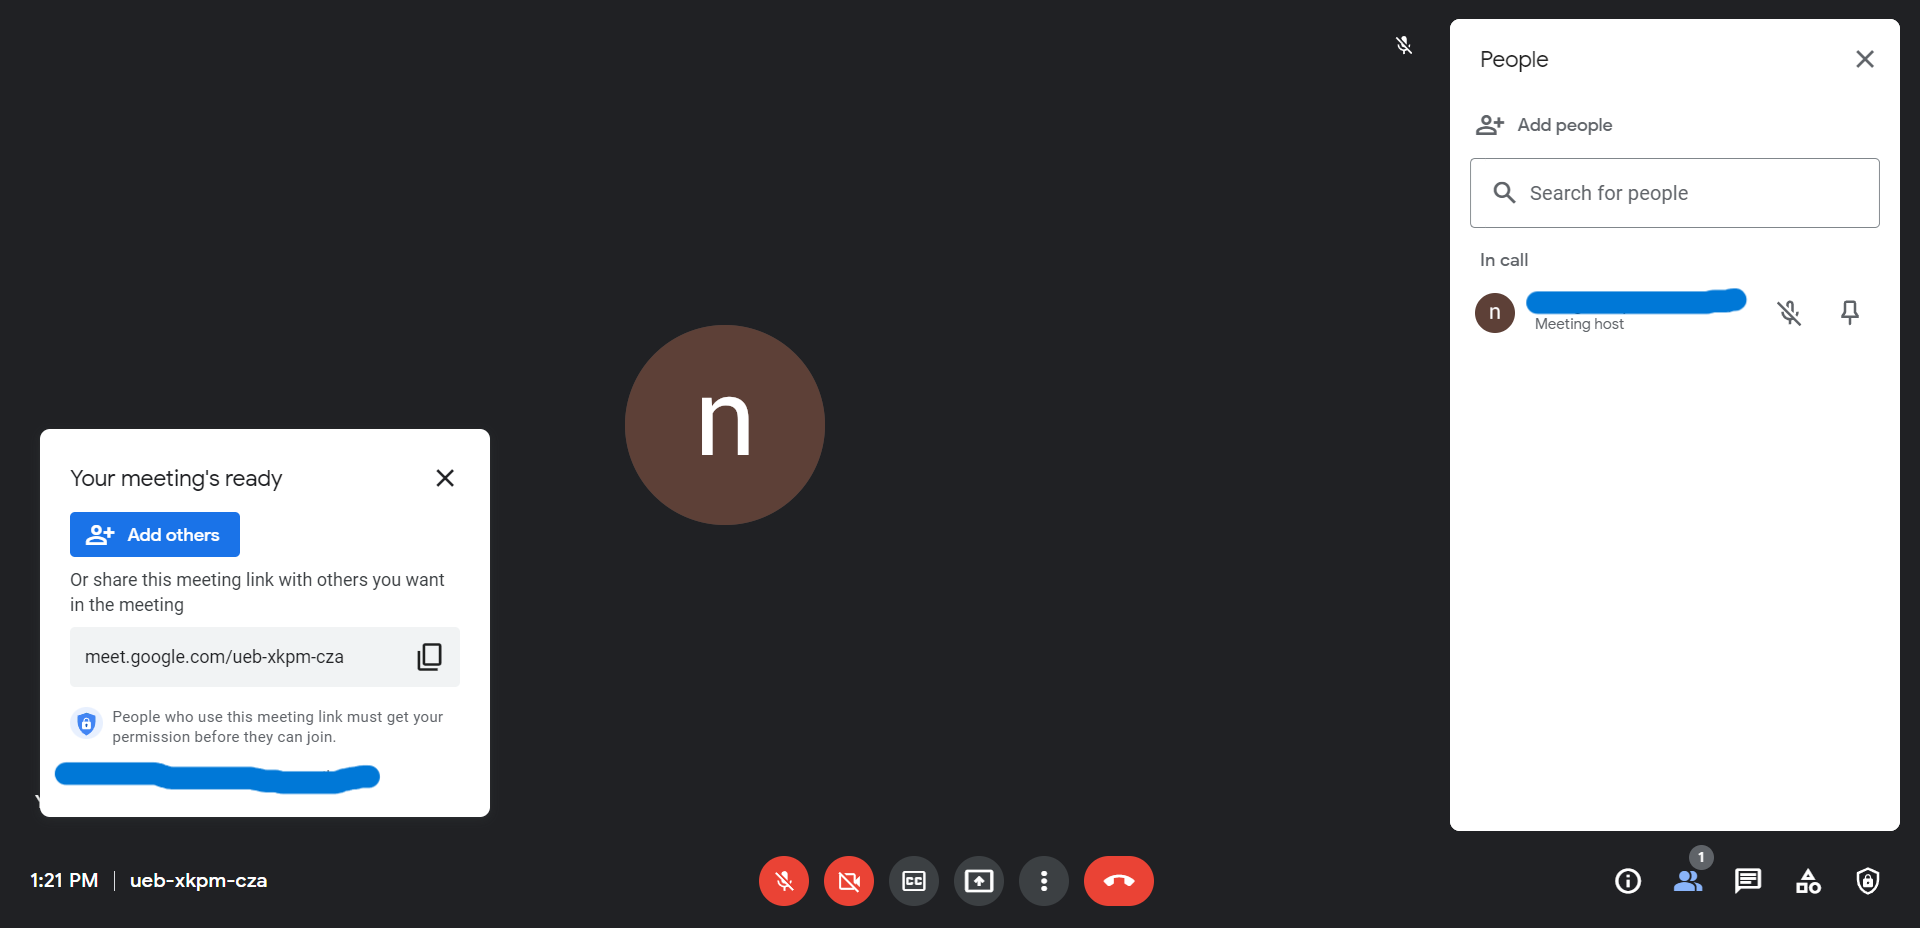 People
Add people
Search for people
In call
n
Meeting host
n
Your meeting's ready
Add others
Or share this meeting link with others you want
in the meeting
meet.google.com/ueb-xkpm-cza
People who use this meeting link must get your
permission before they can join.
1:21 PM | ueb-xkpm-cza
CC
1